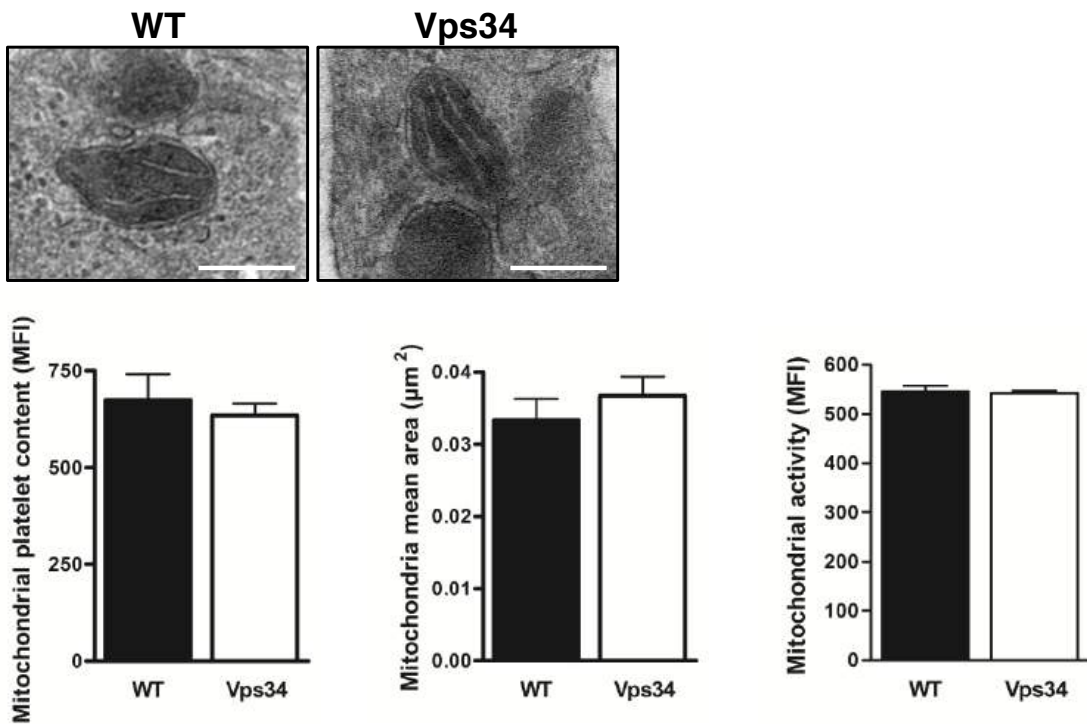 WT Vps34
Mitochondrial platelet content (MFI)
750
500
250
0
WT Vps34
Mitochondria mean area (µm ²)
0.04
0.03
0.02
0.01
0.00
WT Vps34
Mitochondrial activity (MFI)
600
500
400
300
200
100
0
WT Vps34